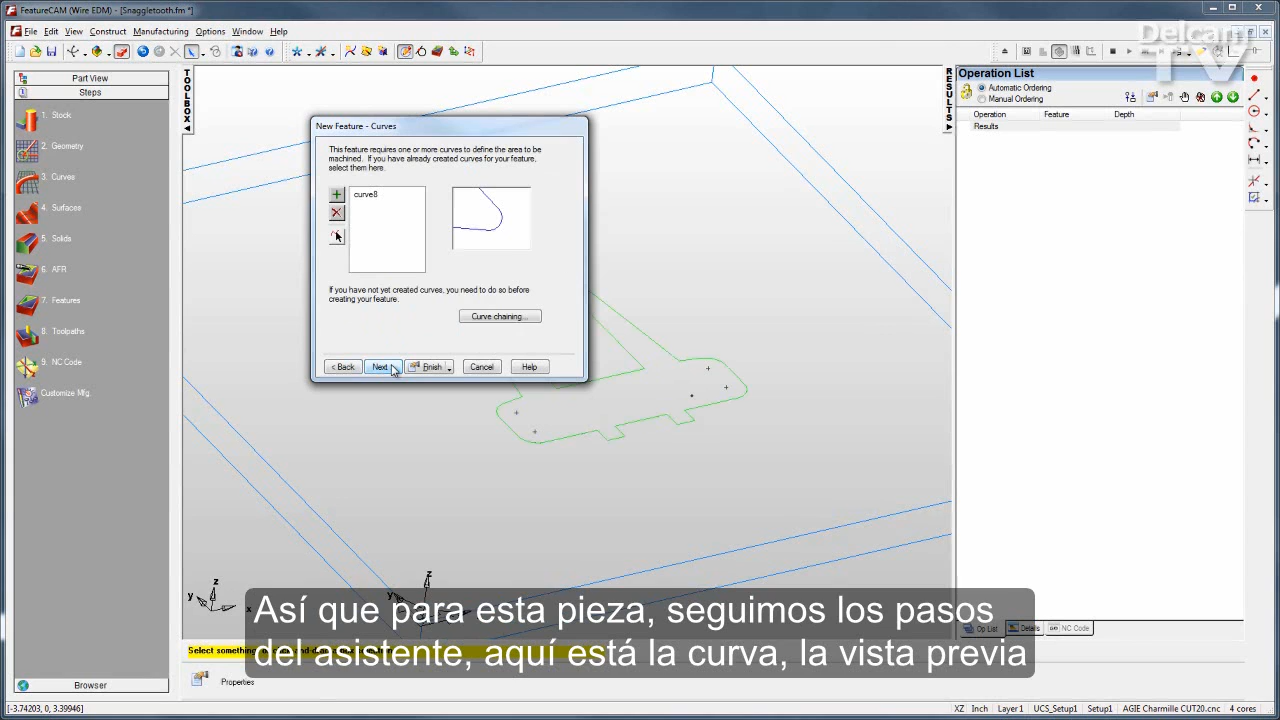 FeatureCAM (Wire EDM) - [Snaggletooth.fm *]
File Edit View Construct Manufacturing Options Window Help
Delcam
TV
Part View
Steps
1. Stock
2. Geometry
3. Curves
4. Surfaces
5. Solids
6. AFR
7. Features
8. Toolpaths
9. NC Code
Customize Mfg.
Browser
TOOLBOX
New Feature - Curves
This feature requires one or more curves to define the area to be
machined. If you have already created curves for your feature,
select them here.
curve8
If you have not yet created curves, you need to do so before
creating your feature.
Curve chaining...
< Back
Next
Finish
Cancel
Help
RESULTS
Operation List
Automatic Ordering
Manual Ordering
Operation Feature Depth
Results
z
y
z
y
x
Así que para esta pieza, seguimos los pasos
del asistente, aquí está la curva, la vista previa
Select something
Op List
Details
NC Code
Properties
-3.74203, 0, 3.39946
XZ Inch Layer1 UCS_Setup1 Setup1 AGIE Charmille CUT20.cnc 4 cores